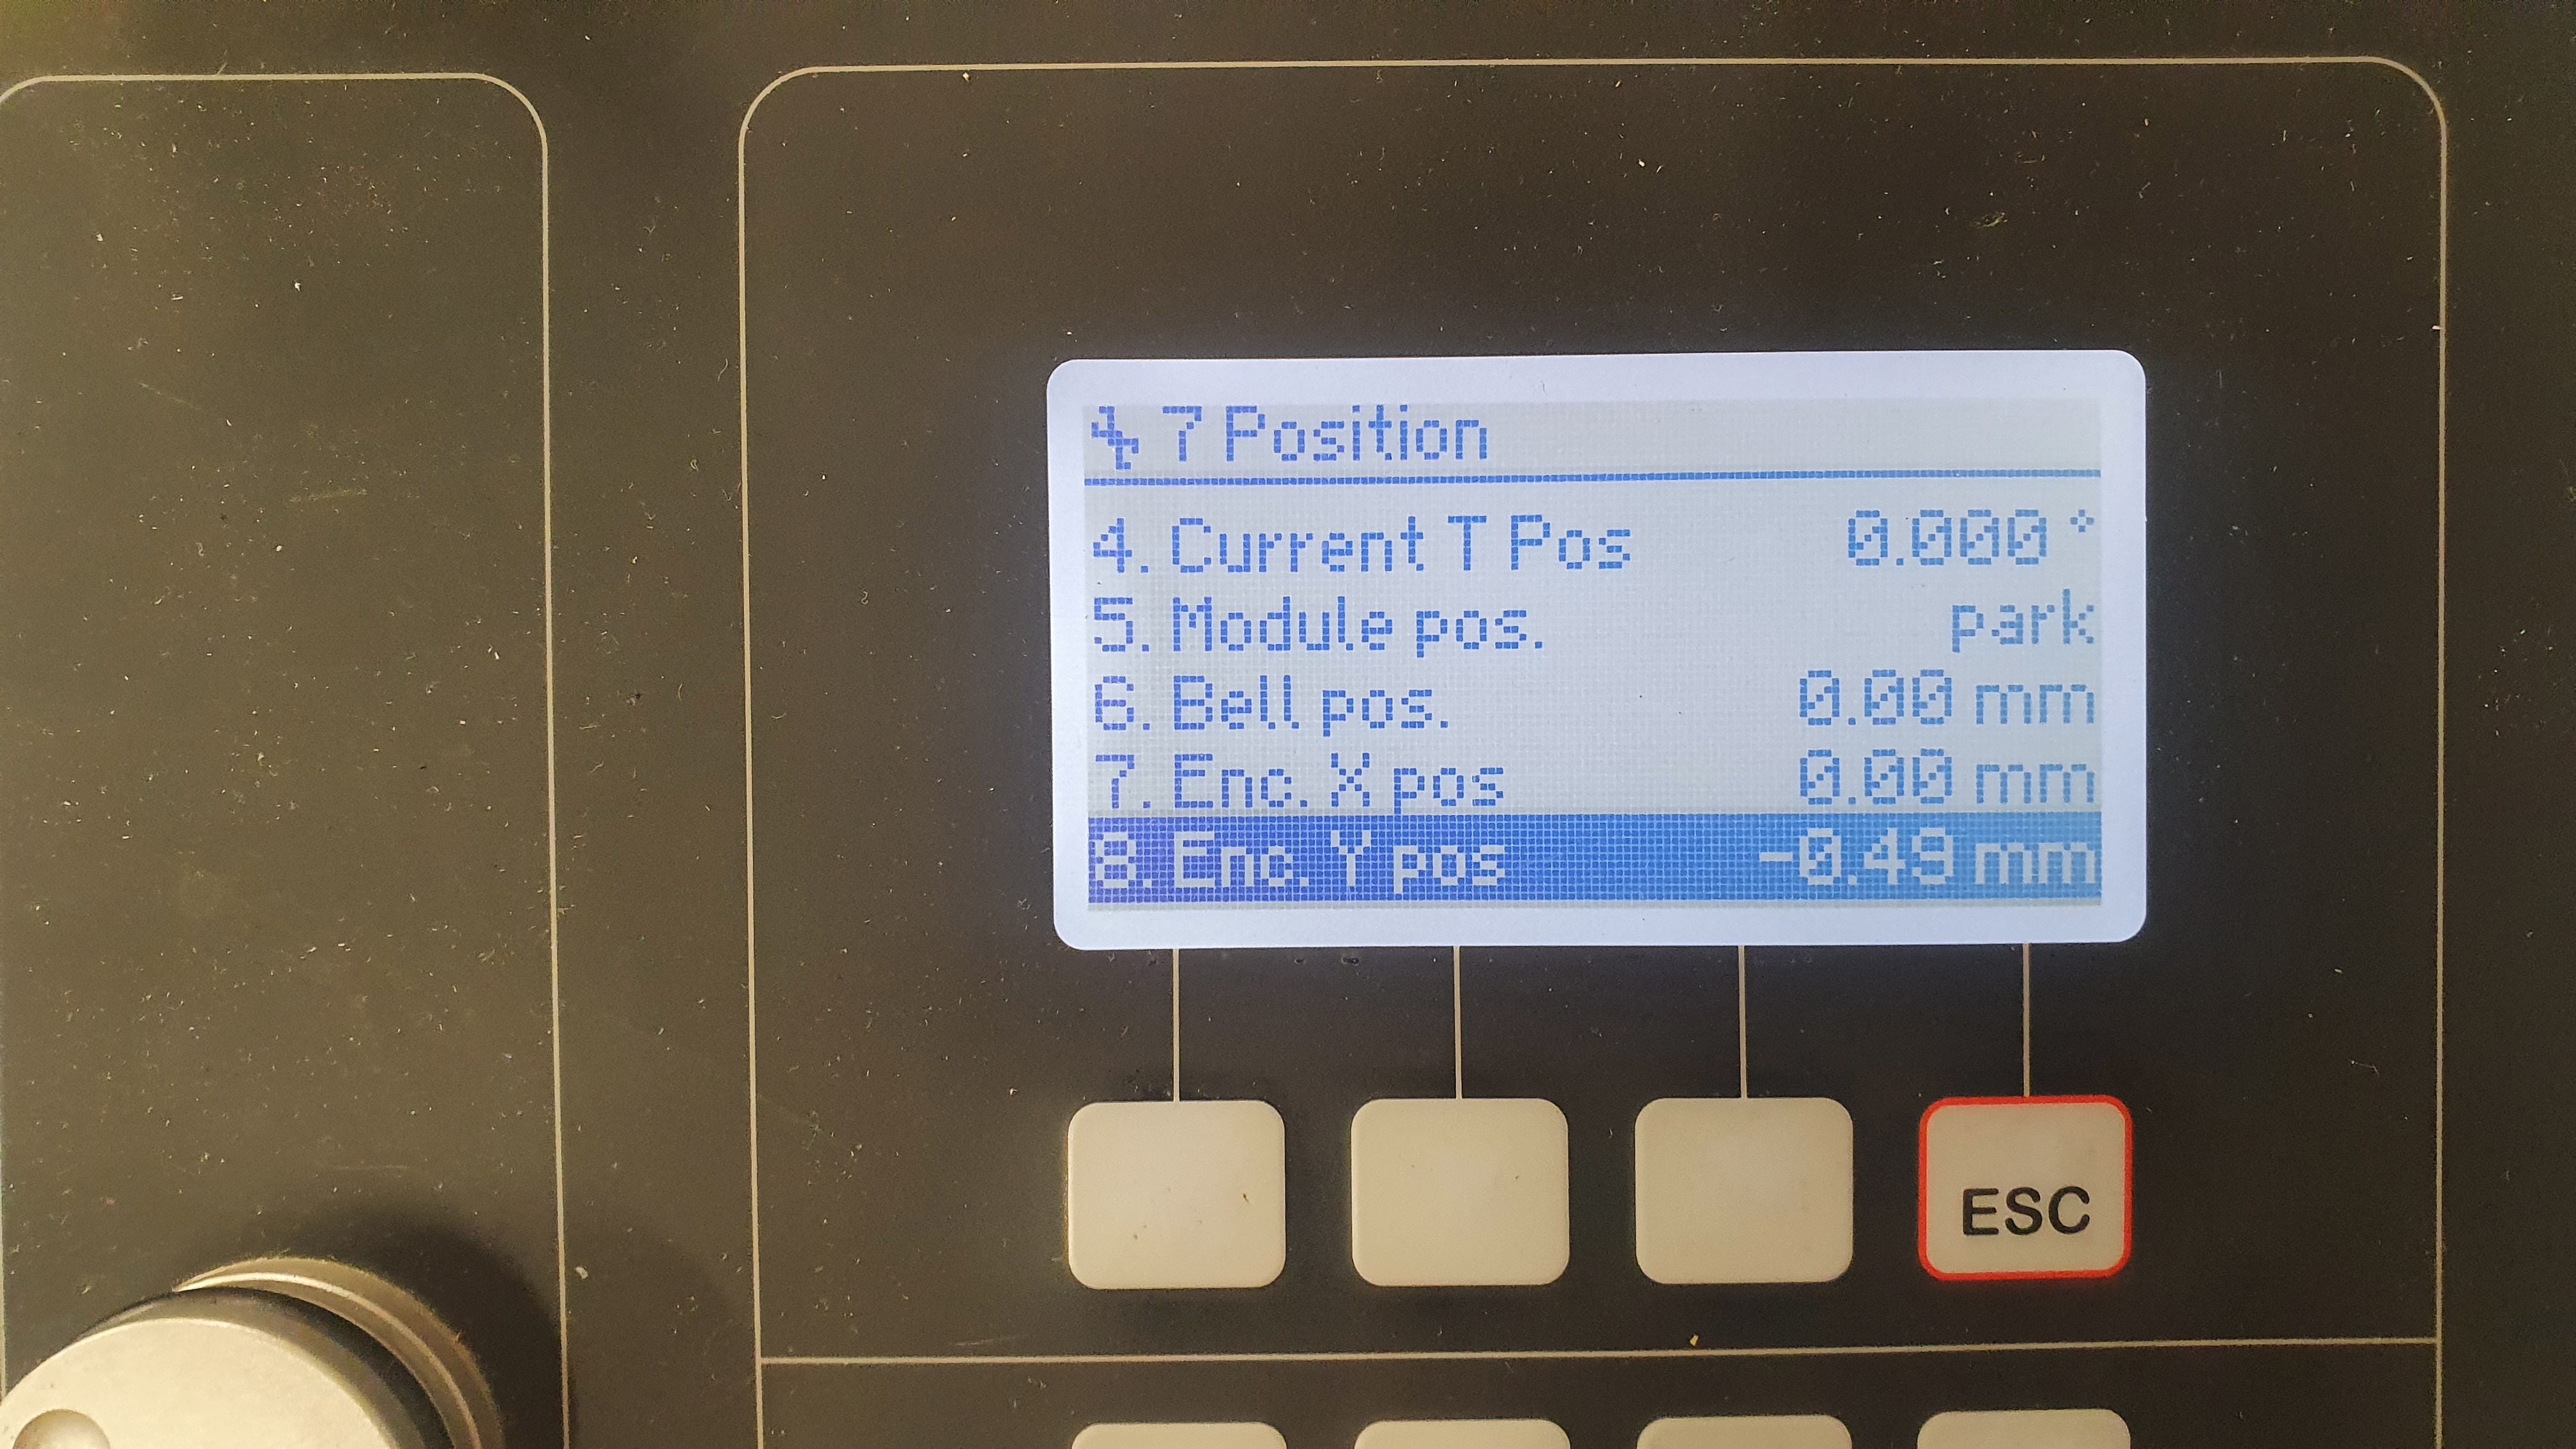 7 Position
4. Current T Pos 0.000 °
5. Module pos. park
6. Bell pos. 0.00 mm
7. Enc. X pos 0.00 mm
8. Enc. Y pos -0.49 mm
ESC